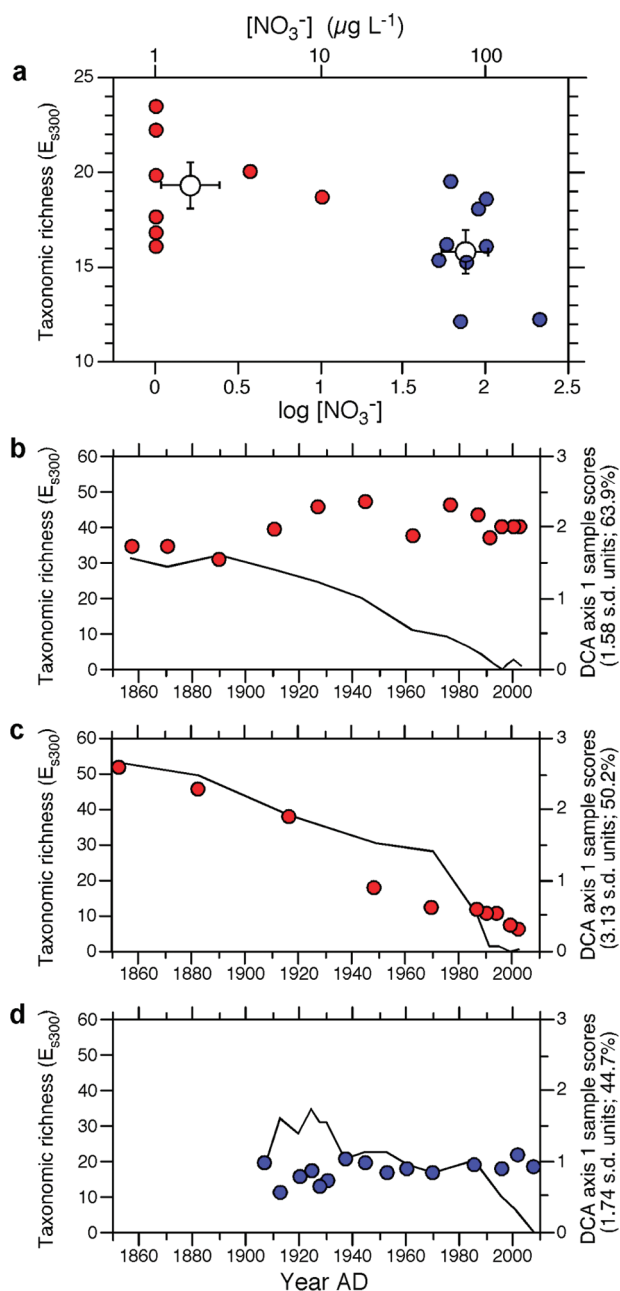 [NO3-] (µg L-1)
1 10 100
a
25
20
15
10
Taxonomic richness (Es300)
0 0.5 1 1.5 2 2.5
log [NO3-]
b
60
50
40
30
20
10
0
Taxonomic richness (Es300)
3
2
1
0
DCA axis 1 sample scores
(1.58 s.d. units; 63.9%)
1860 1880 1900 1920 1940 1960 1980 2000
c
60
50
40
30
20
10
0
Taxonomic richness (Es300)
3
2
1
0
DCA axis 1 sample scores
(3.13 s.d. units; 50.2%)
1860 1880 1900 1920 1940 1960 1980 2000
d
60
50
40
30
20
10
0
Taxonomic richness (Es300)
3
2
1
0
DCA axis 1 sample scores
(1.74 s.d. units; 44.7%)
1860 1880 1900 1920 1940 1960 1980 2000
Year AD